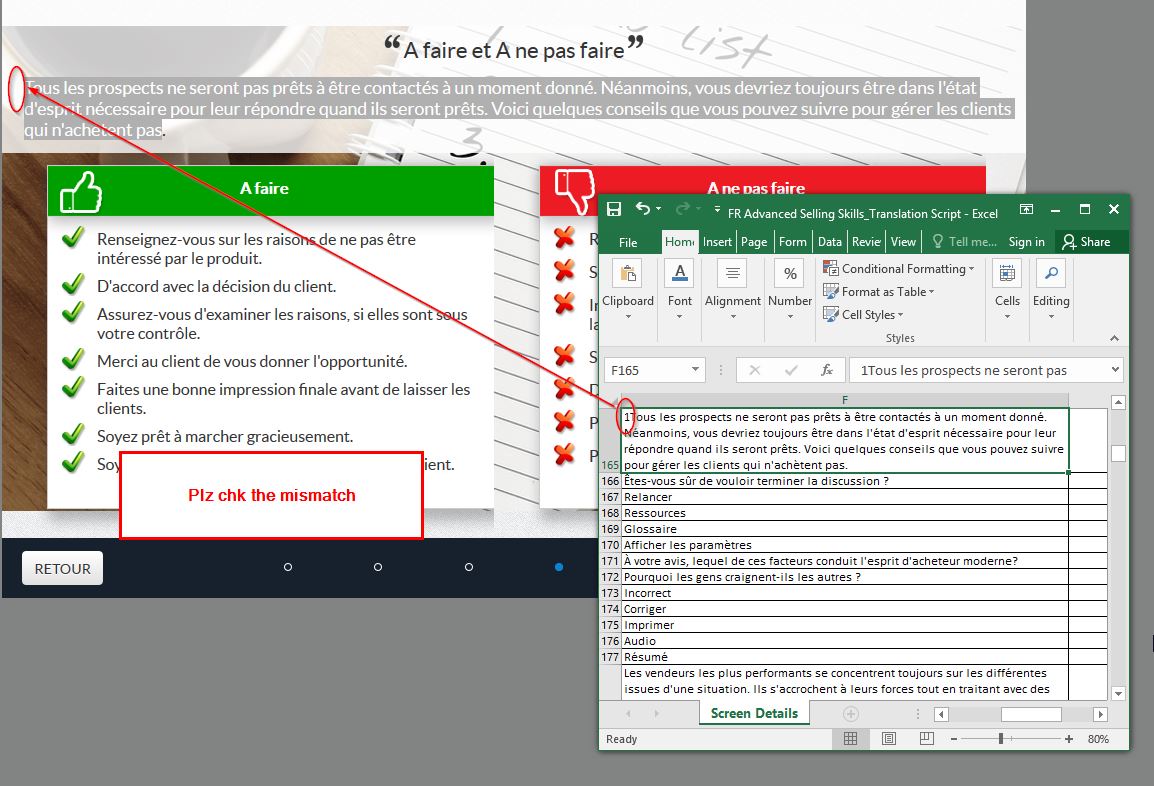 “A faire et A ne pas faire”
Tous les prospects ne seront pas prêts à être contactés à un moment donné. Néanmoins, vous devriez toujours être dans l'état
d'esprit nécessaire pour leur répondre quand ils seront prêts. Voici quelques conseils que vous pouvez suivre pour gérer les clients
qui n'achètent pas.
list
3.
A faire
Renseignez-vous sur les raisons de ne pas être
intéressé par le produit.
D'accord avec la décision du client.
Assurez-vous d'examiner les raisons, si elles sont sous
votre contrôle.
Merci au client de vous donner l'opportunité.
Faites une bonne impression finale avant de laisser les
clients.
Soyez prêt à marcher gracieusement.
A ne pas faire
Plz chk the mismatch
RETOUR
FR Advanced Selling Skills_Translation Script - Excel
File Home Insert Page Form Data Revie View Tell me... Sign in Share
Clipboard
Font
Alignment
Number
Conditional Formatting
Format as Table
Cell Styles
Styles
Cells
Editing
F165
fx
1Tous les prospects ne seront pas
F
165 1Tous les prospects ne seront pas prêts à être contactés à un moment donné.
Néanmoins, vous devriez toujours être dans l'état d'esprit nécessaire pour leur
répondre quand ils seront prêts. Voici quelques conseils que vous pouvez suivre
pour gérer les clients qui n'achètent pas.
166 Êtes-vous sûr de vouloir terminer la discussion ?
167 Relancer
168 Ressources
169 Glossaire
170 Afficher les paramètres
171 À votre avis, lequel de ces facteurs conduit l'esprit d'acheteur moderne?
172 Pourquoi les gens craignent-ils les autres ?
173 Incorrect
174 Corriger
175 Imprimer
176 Audio
177 Résumé
Les vendeurs les plus performants se concentrent toujours sur les différentes
issues d'une situation. Ils s'accrochent à leurs forces tout en traitant avec des
Screen Details
Ready
80%